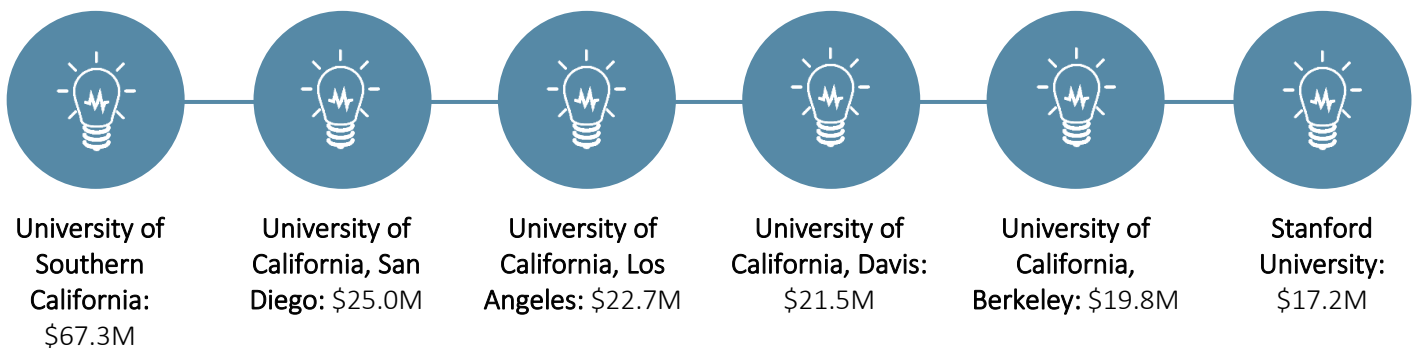 University of
Southern
California:
$67.3M
University of
California, San
Diego: $25.0M
University of
California, Los
Angeles: $22.7M
University of
California, Davis:
$21.5M
University of
California,
Berkeley: $19.8M
Stanford
University:
$17.2M